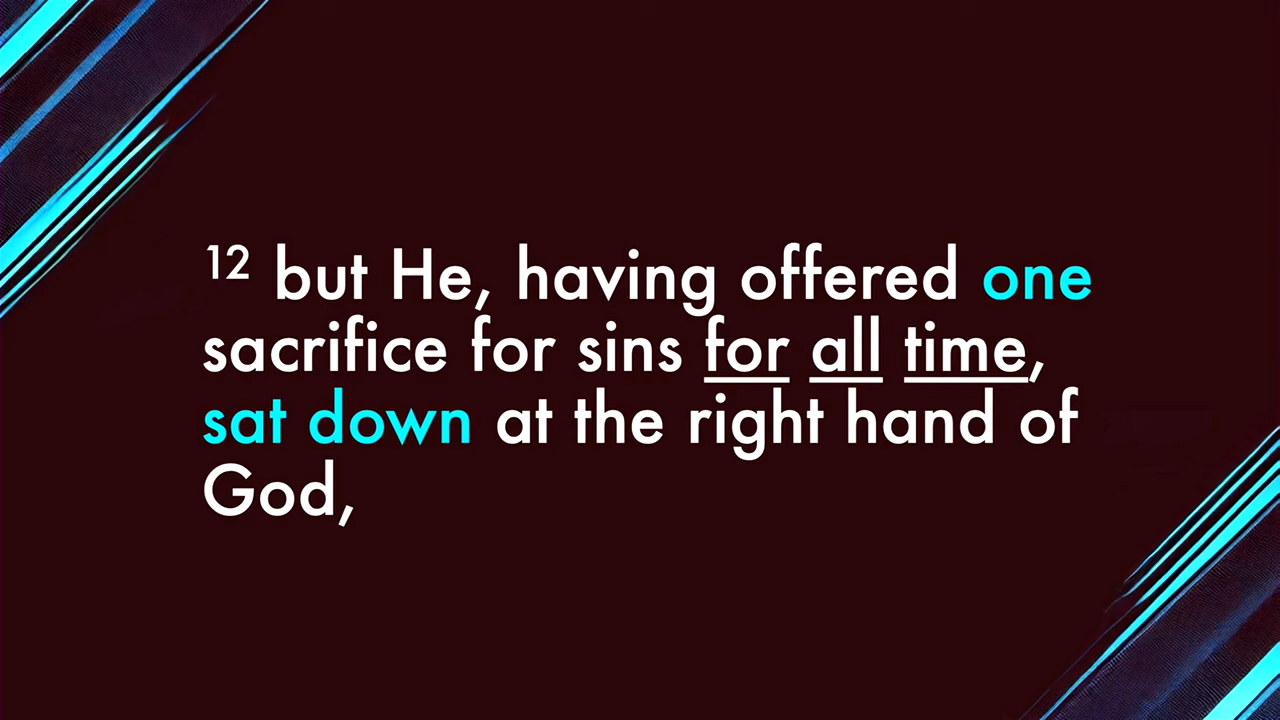 12 but He, having offered one
sacrifice for sins for all time,
sat down at the right hand of
God,